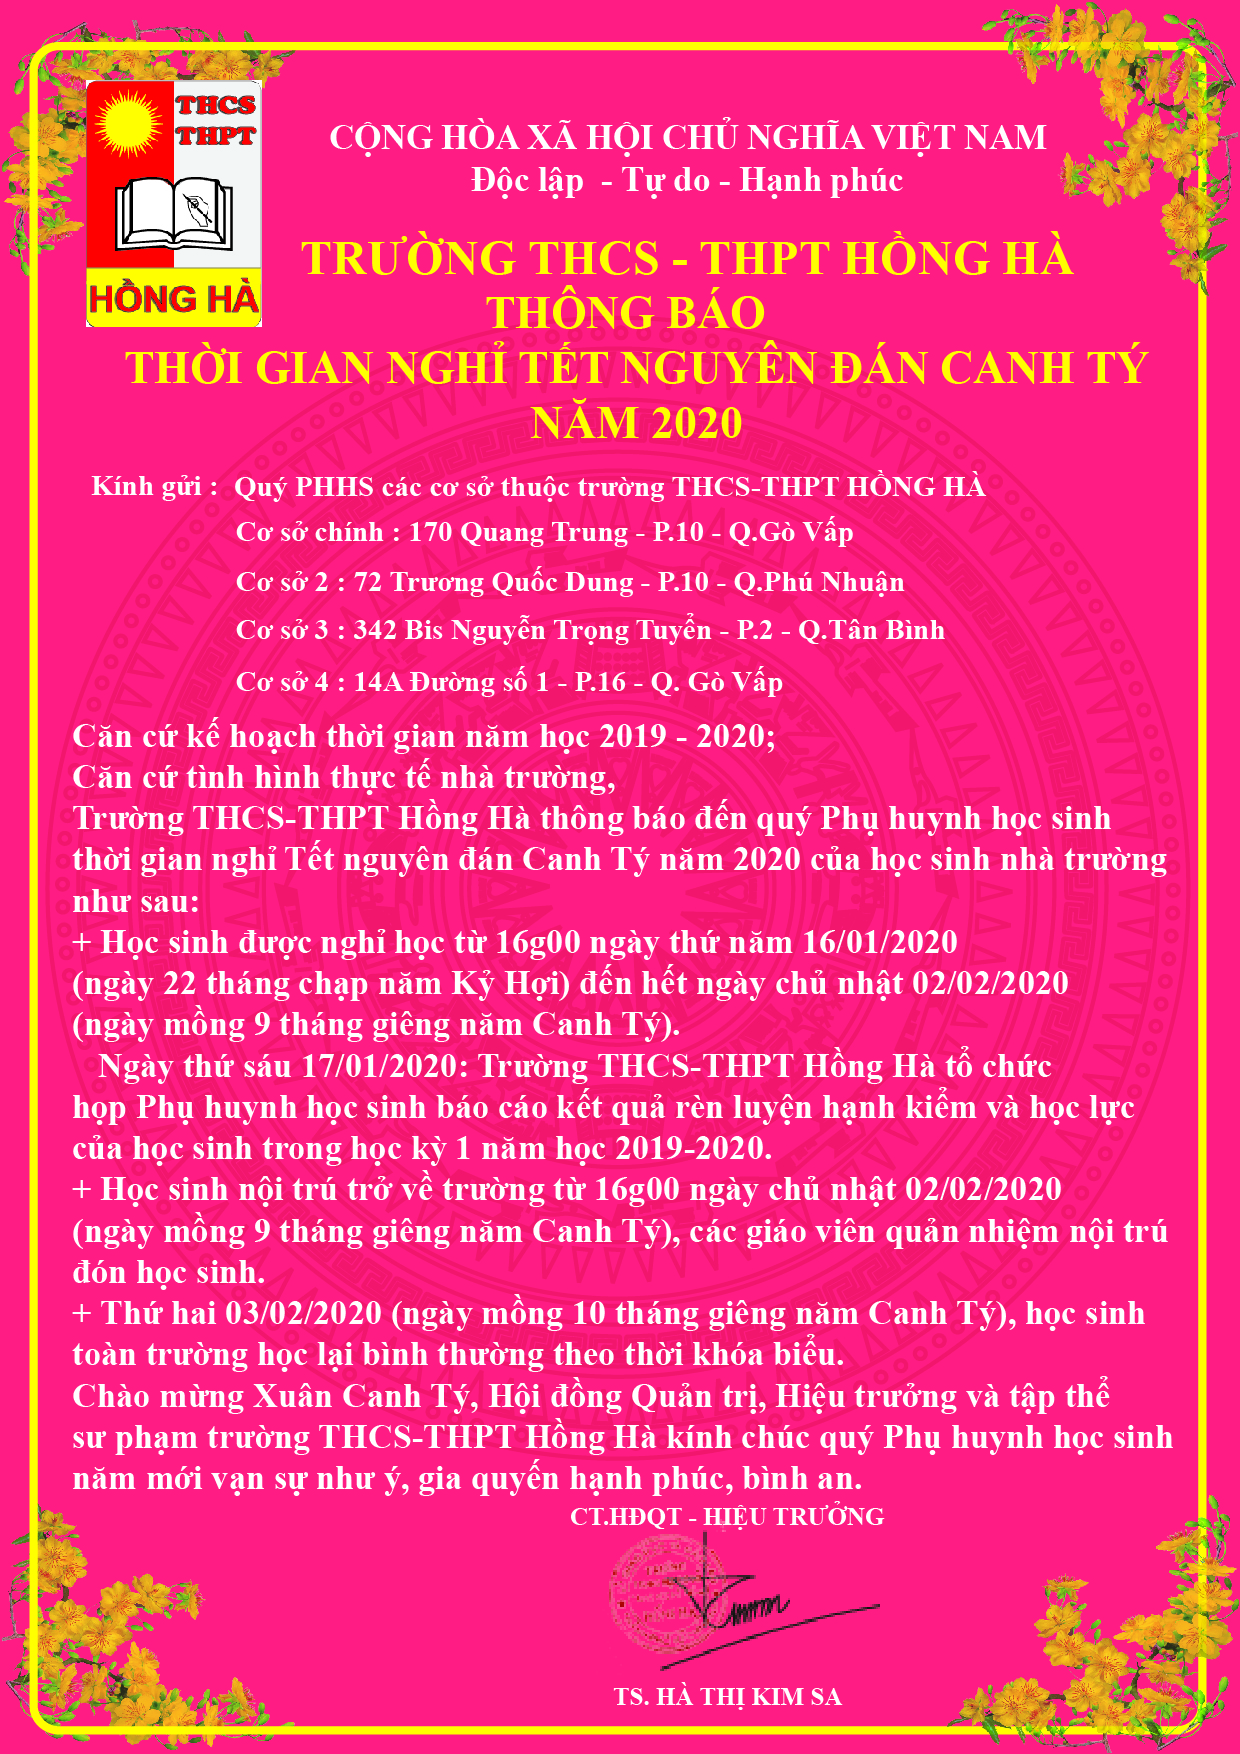 THCS
THPT
HỒNG HÀ
CỘNG HÒA XÃ HỘI CHỦ NGHĨA VIỆT NAM
Độc lập - Tự do - Hạnh phúc
TRƯỜNG THCS - THPT HỒNG HÀ
THÔNG BÁO
THỜI GIAN NGHỈ TẾT NGUYÊN ĐÁN CANH TÝ
NĂM 2020
Kính gửi : Quý PHHS các cơ sở thuộc trường THCS-THPT HỒNG HÀ
Cơ sở chính : 170 Quang Trung - P.10 - Q.Gò Vấp
Cơ sở 2 : 72 Trương Quốc Dung - P.10 - Q.Phú Nhuận
Cơ sở 3 : 342 Bis Nguyễn Trọng Tuyển - P.2 - Q.Tân Bình
Cơ sở 4 : 14A Đường số 1 - P.16 - Q. Gò Vấp
Căn cứ kế hoạch thời gian năm học 2019 - 2020;
Căn cứ tình hình thực tế nhà trường,
Trường THCS-THPT Hồng Hà thông báo đến quý Phụ huynh học sinh
thời gian nghỉ Tết nguyên đán Canh Tý năm 2020 của học sinh nhà trường
như sau:
+ Học sinh được nghỉ học từ 16g00 ngày thứ năm 16/01/2020
(ngày 22 tháng chạp năm Kỷ Hợi) đến hết ngày chủ nhật 02/02/2020
(ngày mồng 9 tháng giêng năm Canh Tý).
Ngày thứ sáu 17/01/2020: Trường THCS-THPT Hồng Hà tổ chức
họp Phụ huynh học sinh báo cáo kết quả rèn luyện hạnh kiểm và học lực
của học sinh trong học kỳ 1 năm học 2019-2020.
+ Học sinh nội trú trở về trường từ 16g00 ngày chủ nhật 02/02/2020
(ngày mồng 9 tháng giêng năm Canh Tý), các giáo viên quản nhiệm nội trú
đón học sinh.
+ Thứ hai 03/02/2020 (ngày mồng 10 tháng giêng năm Canh Tý), học sinh
toàn trường học lại bình thường theo thời khóa biểu.
Chào mừng Xuân Canh Tý, Hội đồng Quản trị, Hiệu trưởng và tập thể
sư phạm trường THCS-THPT Hồng Hà kính chúc quý Phụ huynh học sinh
năm mới vạn sự như ý, gia quyến hạnh phúc, bình an.
CT.HĐQT - HIỆU TRƯỞNG
TS. HÀ THỊ KIM SA